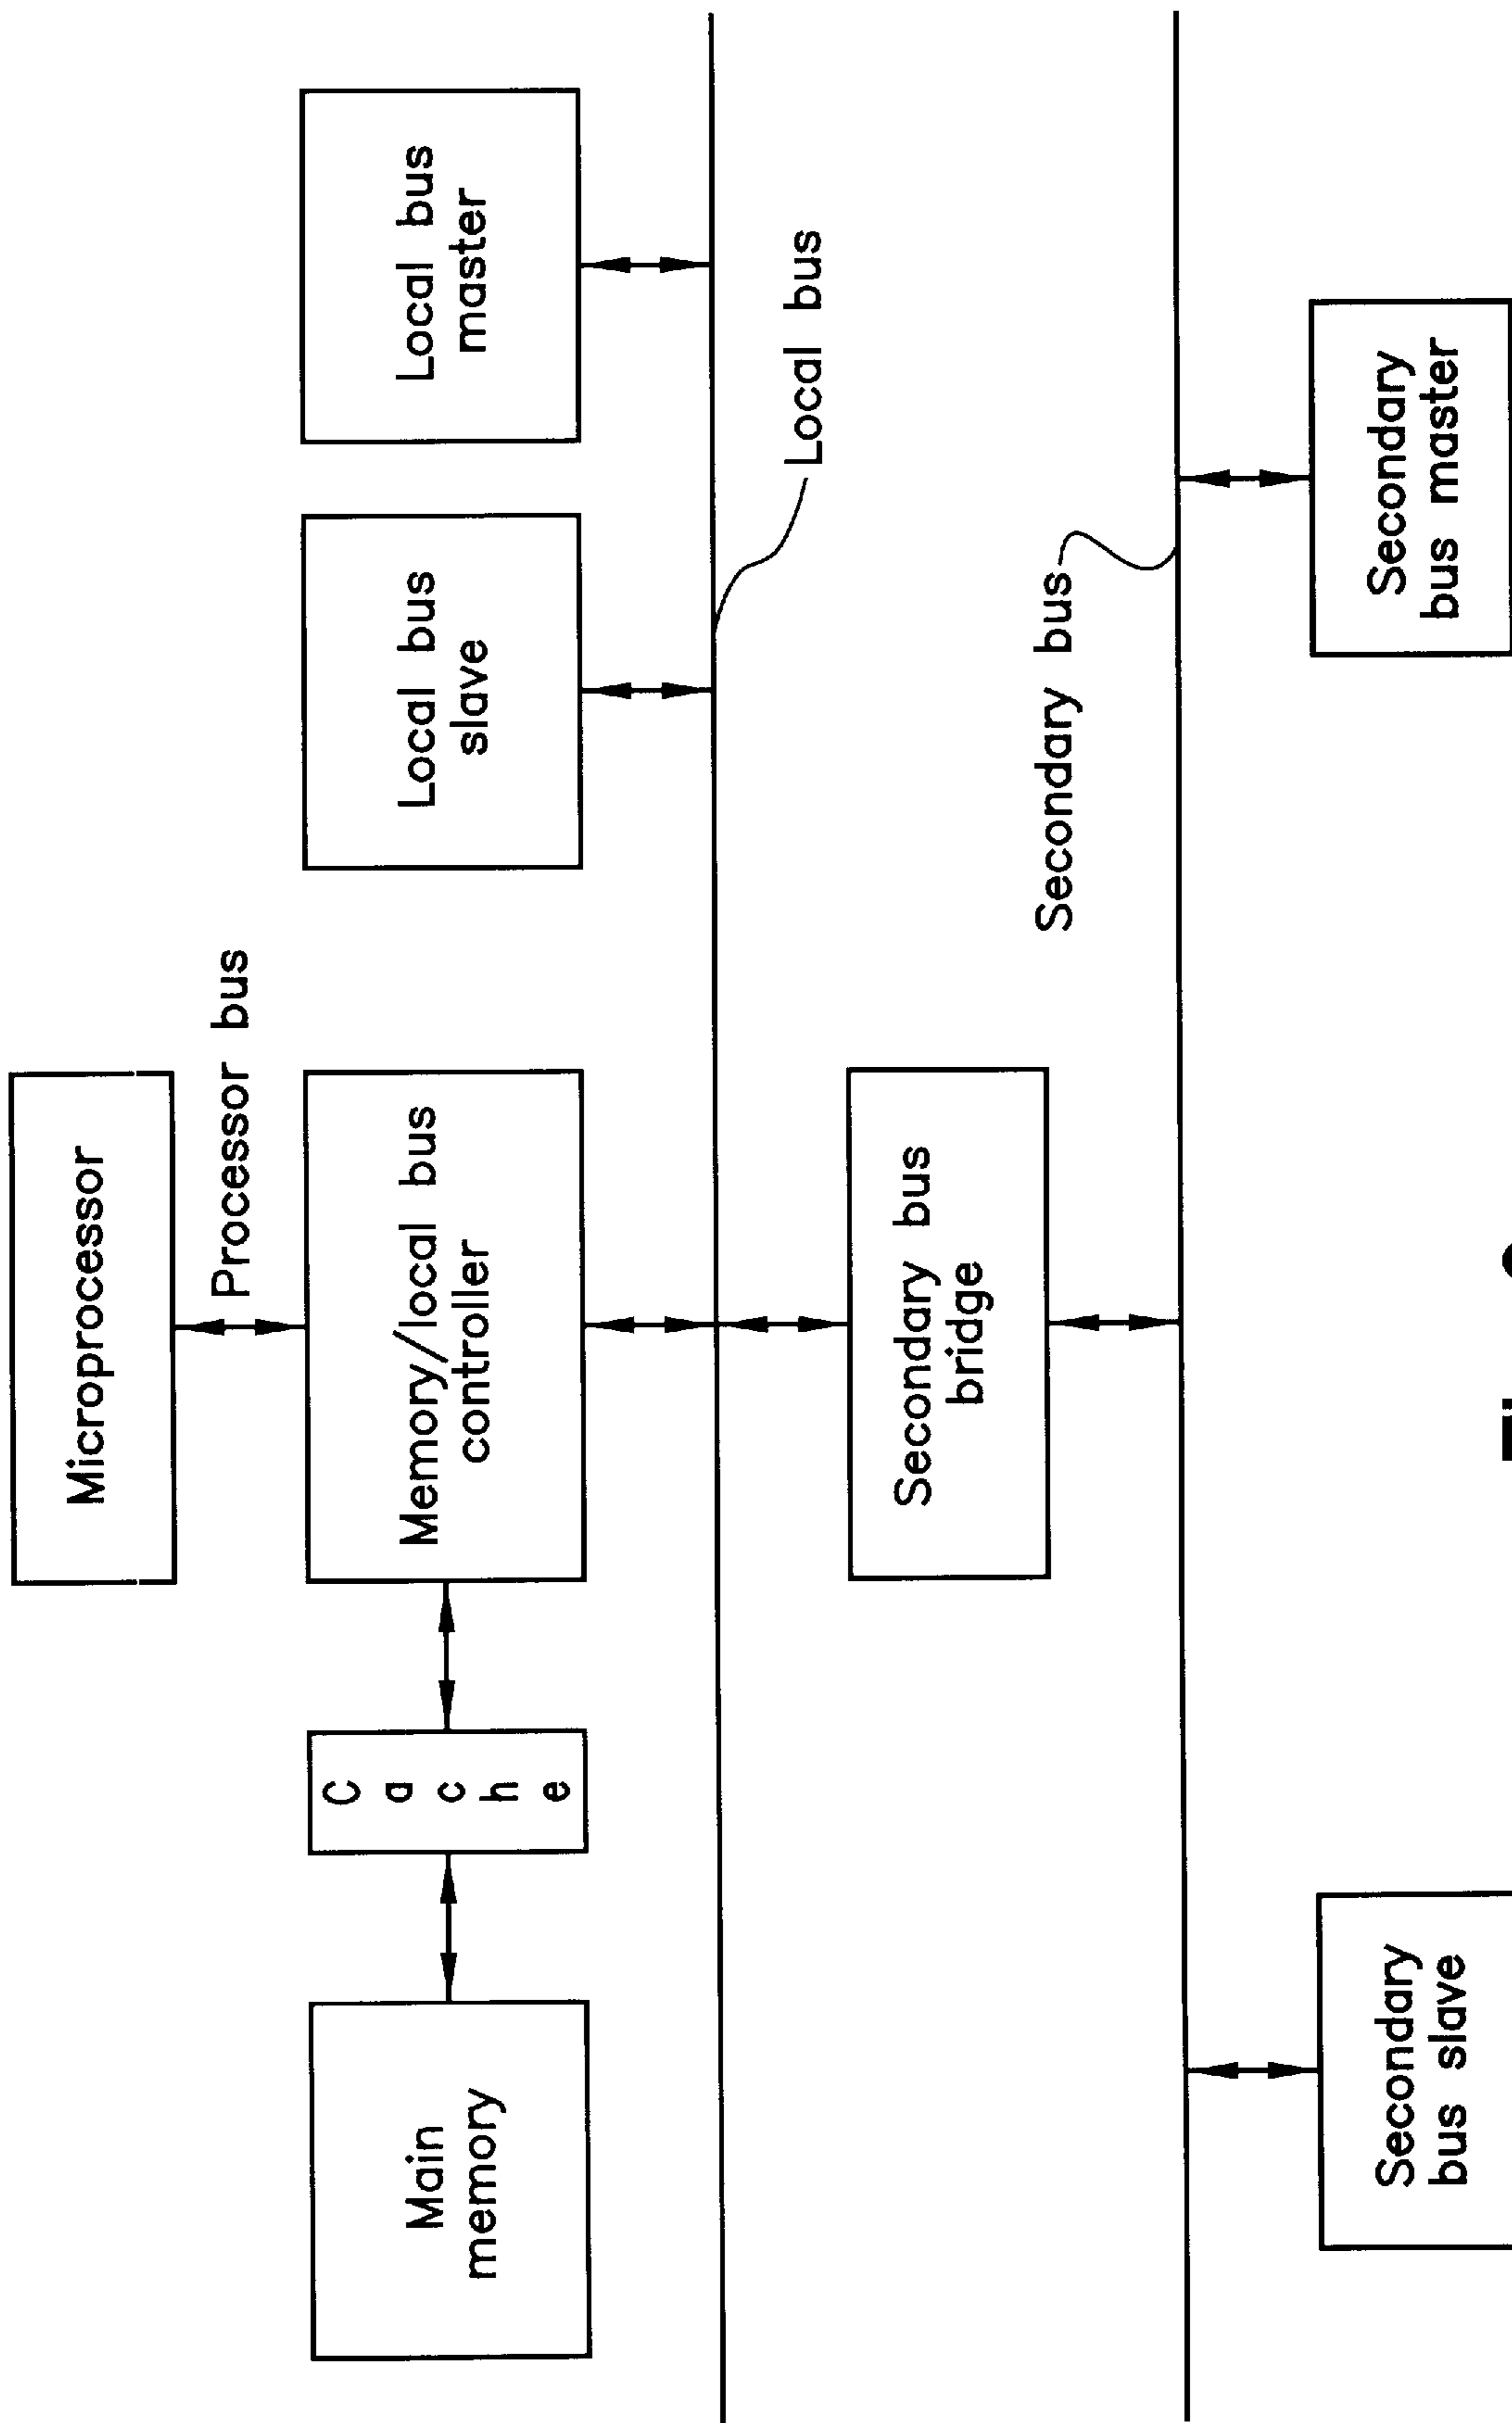 Microprocessor
Processor bus
Main
memory
Cache
Memory/local bus
controller
Local bus
slave
Local bus
master
Local bus
Secondary bus
bridge
Secondary bus
Secondary
bus slave
Secondary
bus master